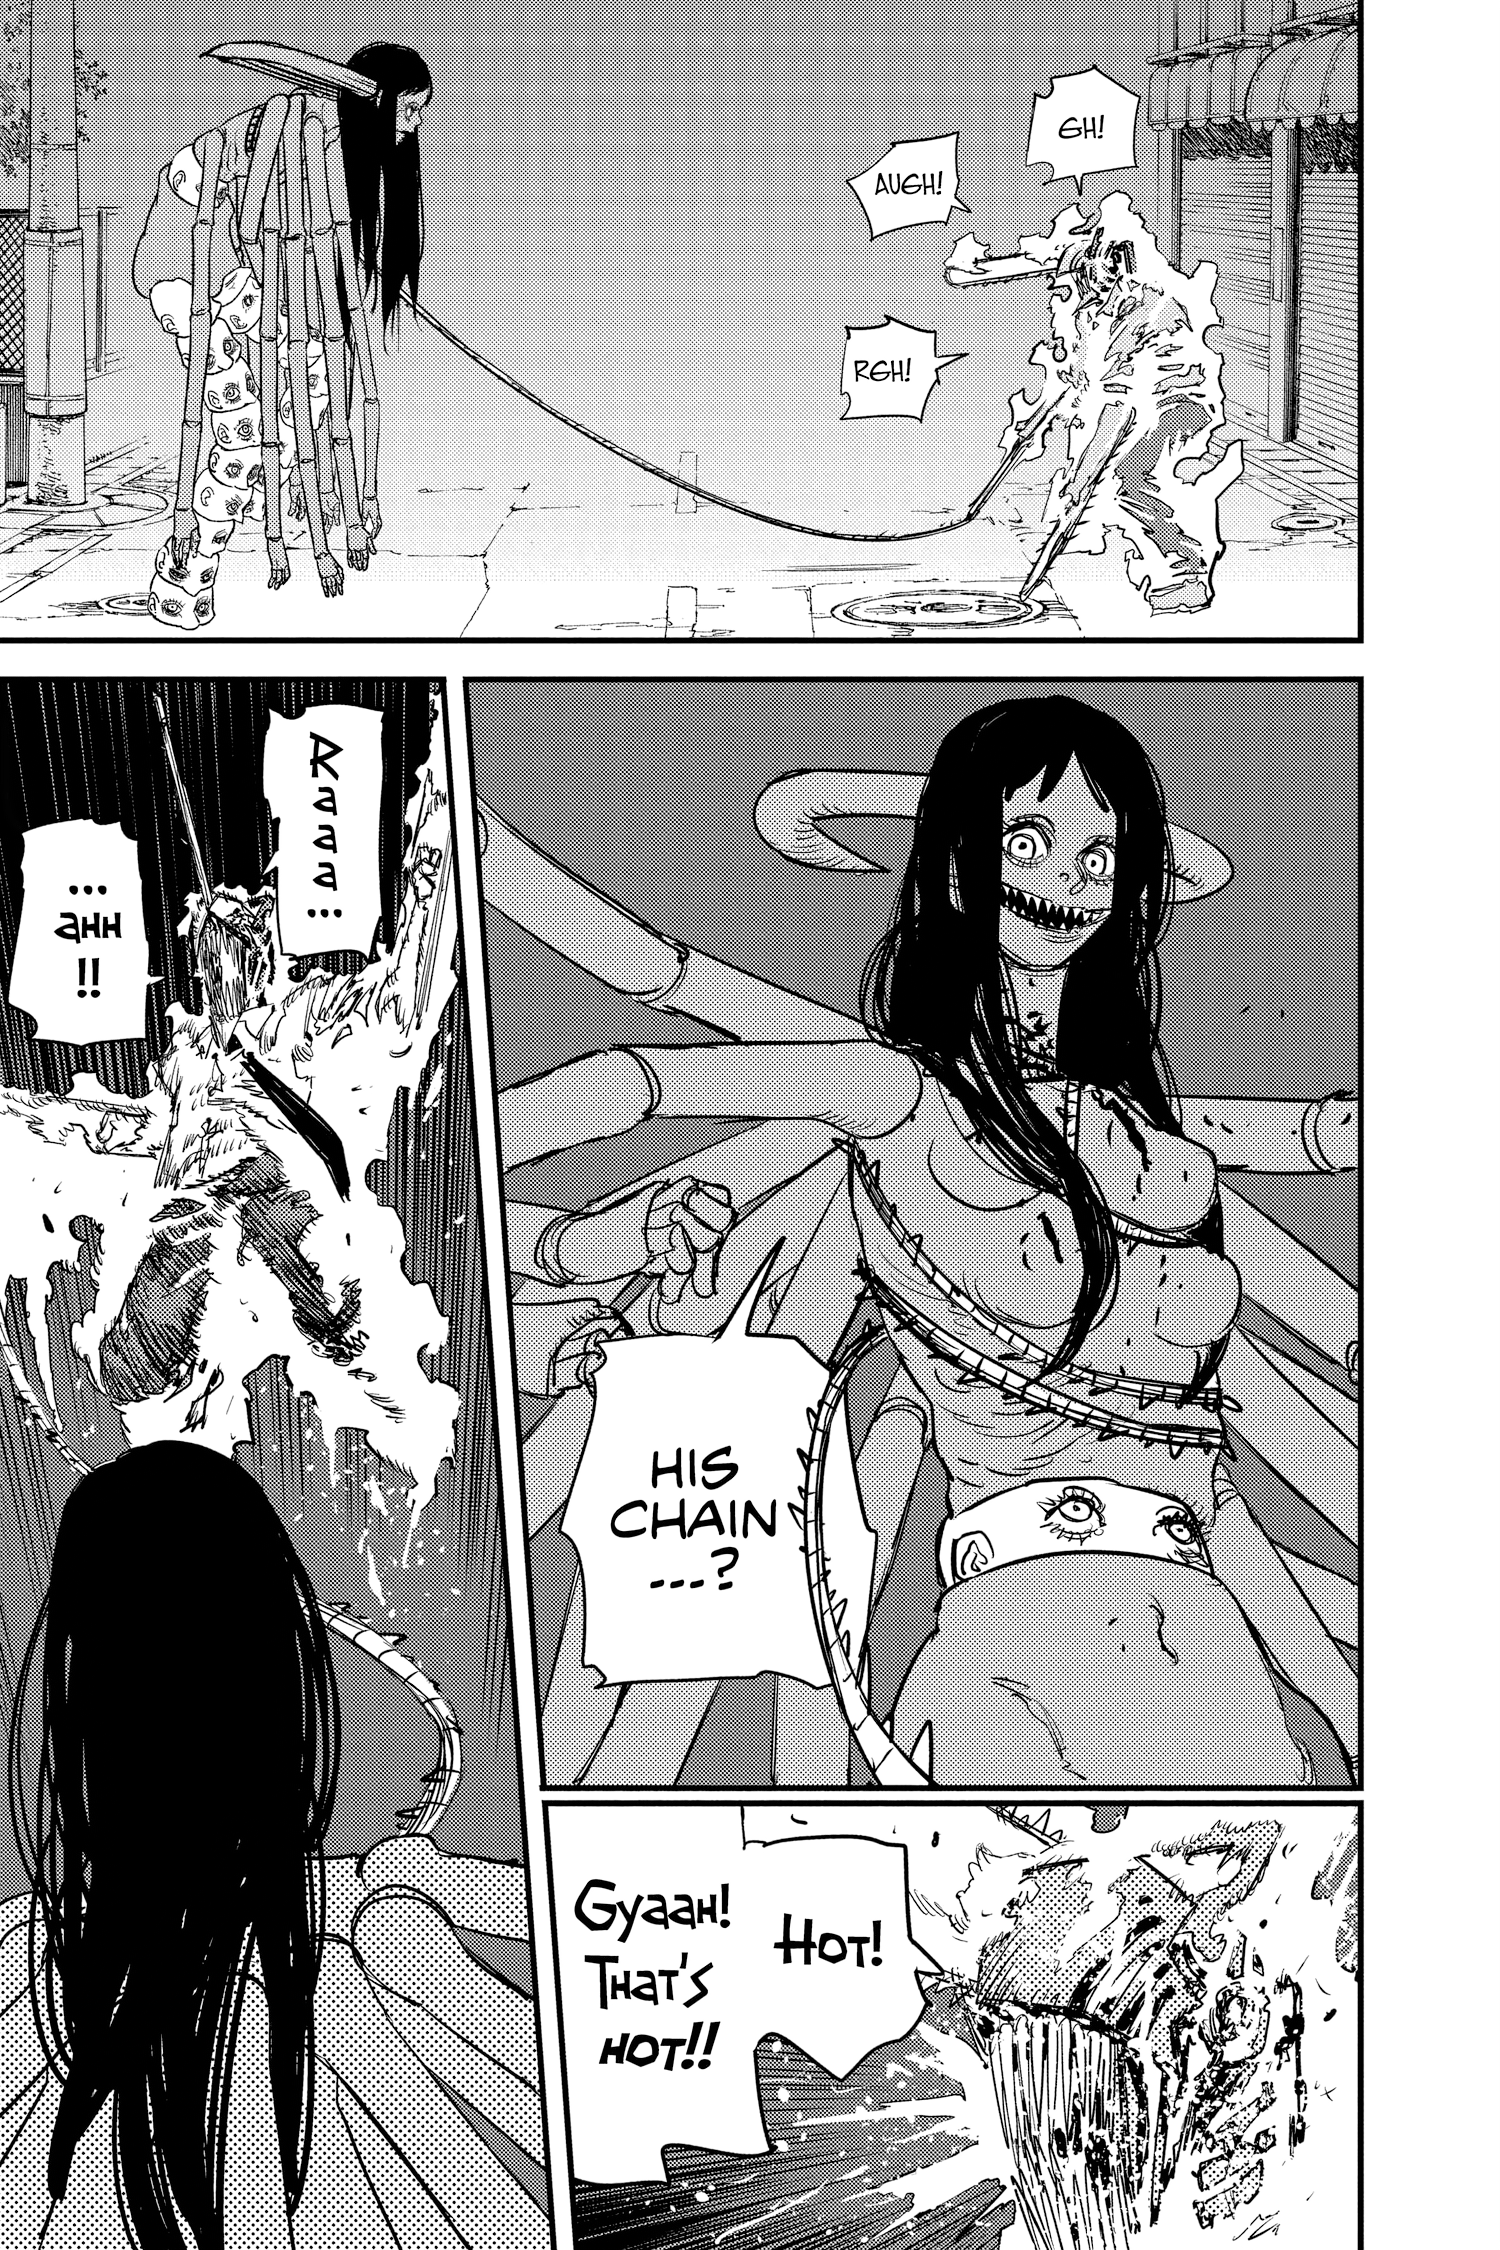 GH!
AUGH!
RGH!
HIS
CHAIN
...?
HOT!
GYAAH!
THAT'S
HOT!!
Raaa...
...
AHH
!!